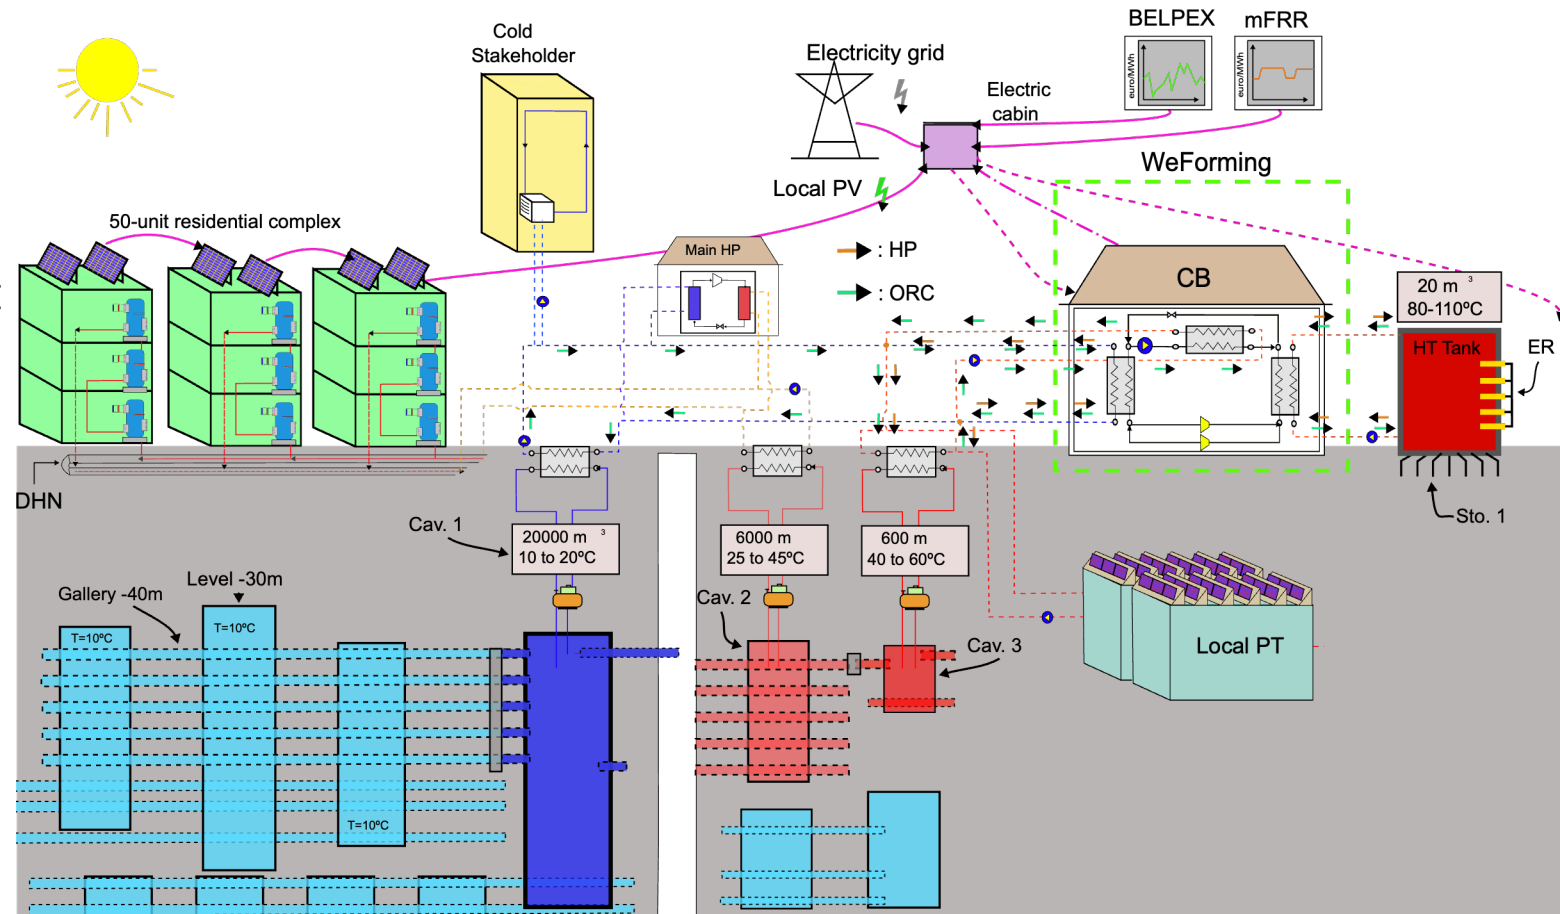 BELPEX
mFRR
euro/MWh
euro/MWh
Cold
Stakeholder
Electricity grid
Electric
cabin
WeForming
Local PV
50-unit residential complex
Main HP
: HP
: ORC
CB
20 m 3
80-110ºC
HT Tank
ER
DHN
Sto. 1
Cav. 1
20000 m 3
10 to 20ºC
6000 m
25 to 45ºC
600 m
40 to 60ºC
Level -30m
Gallery -40m
Cav. 2
Cav. 3
Local PT
T=10ºC
T=10ºC
T=10ºC